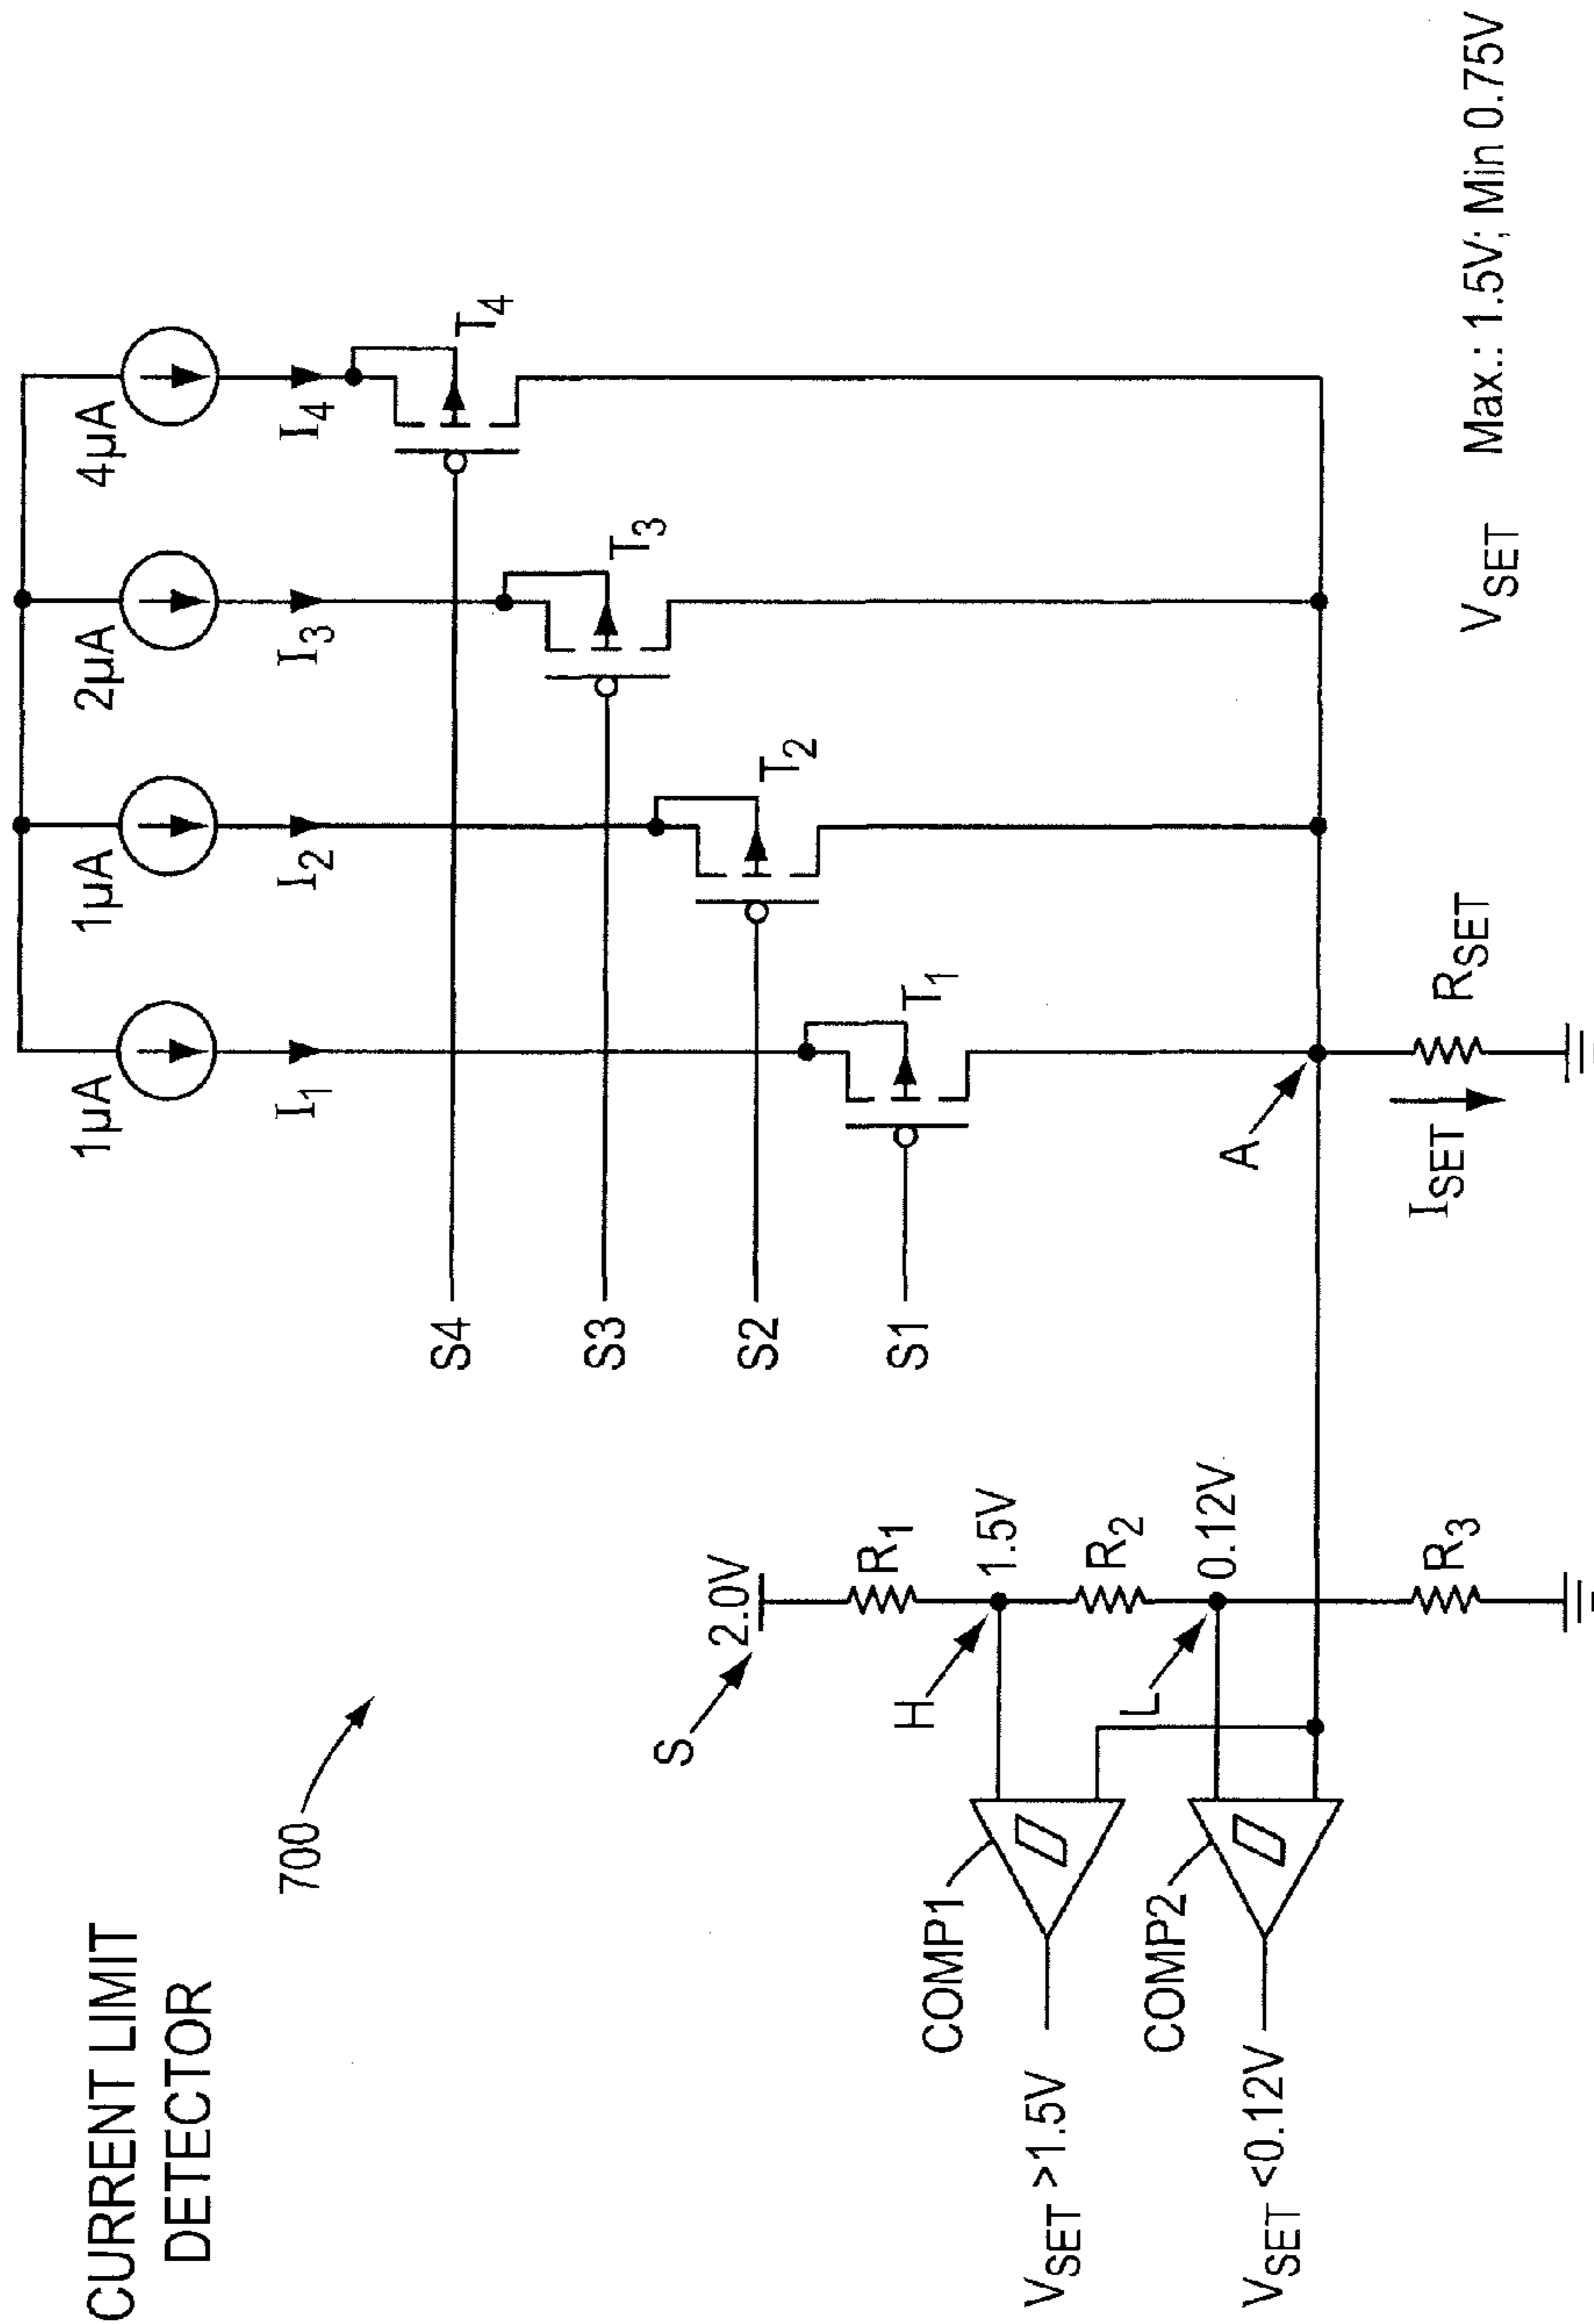 CURRENT LIMIT
DETECTOR
700
1μA
1μA
2μA
4μA
I1
I2
I3
I4
S4
S3
S2
S1
T4
T3
T2
T1
S
2.0V
R1
H
1.5V
R2
L
0.12V
R3
COMP1
COMP2
VSET >1.5V
VSET <0.12V
A
ISET
RSET
VSET Max.: 1.5V; Min 0.75V